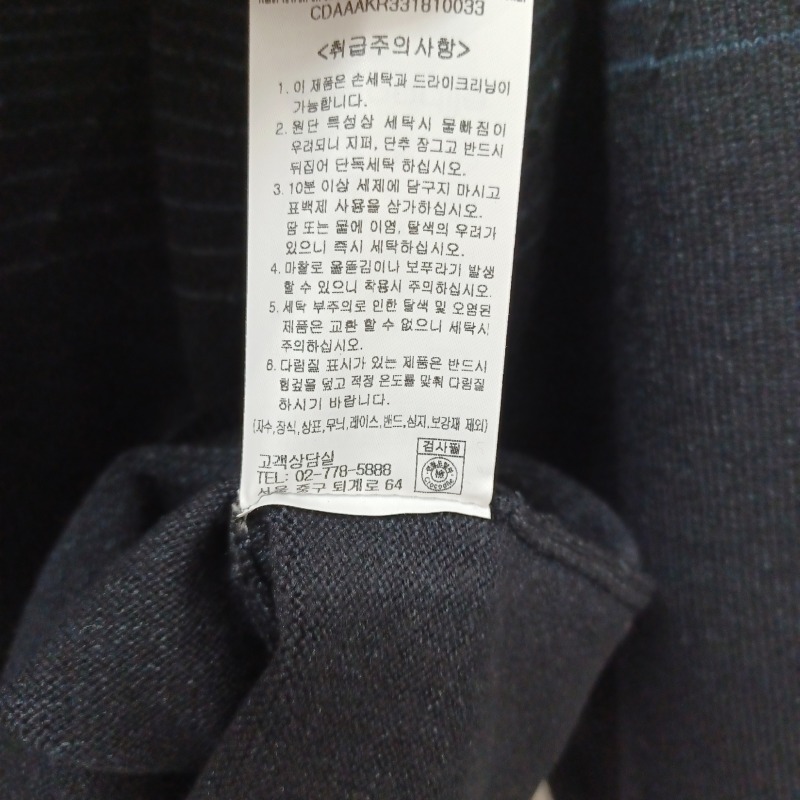 CDAAAKR331810033
<취급주의사항>
1. 이 제품은 손세탁과 드라이크리닝이
가능합니다.
2. 원단 특성상 세탁시 물빠짐이
우려되니 지퍼, 단추 잠그고 반드시
뒤집어 단독세탁 하십시오.
3. 10분 이상 세제에 담구지 마시고
표백제 사용을 삼가하십시오.
땀 또는 물에 이염, 탈색의 우려가
있으니 즉시 세탁하십시오.
4. 마찰로 올뜯김이나 보푸라기 발생
할 수 있으니 착용시 주의하십시오.
5. 세탁 부주의로 인한 탈색 및 오염된
제품은 교환 할 수 없으니 세탁시
주의하십시오.
6. 다림질 표시가 있는 제품은 반드시
헝겊을 덮고 적정 온도를 맞춰 다림질
하시기 바랍니다.
(자수,장식,상표,무늬,레이스,밴드,심지,보강재 제외)
검사필
고객상담실
TEL: 02-778-5888
서울 중구 퇴계로 64
Crocodile